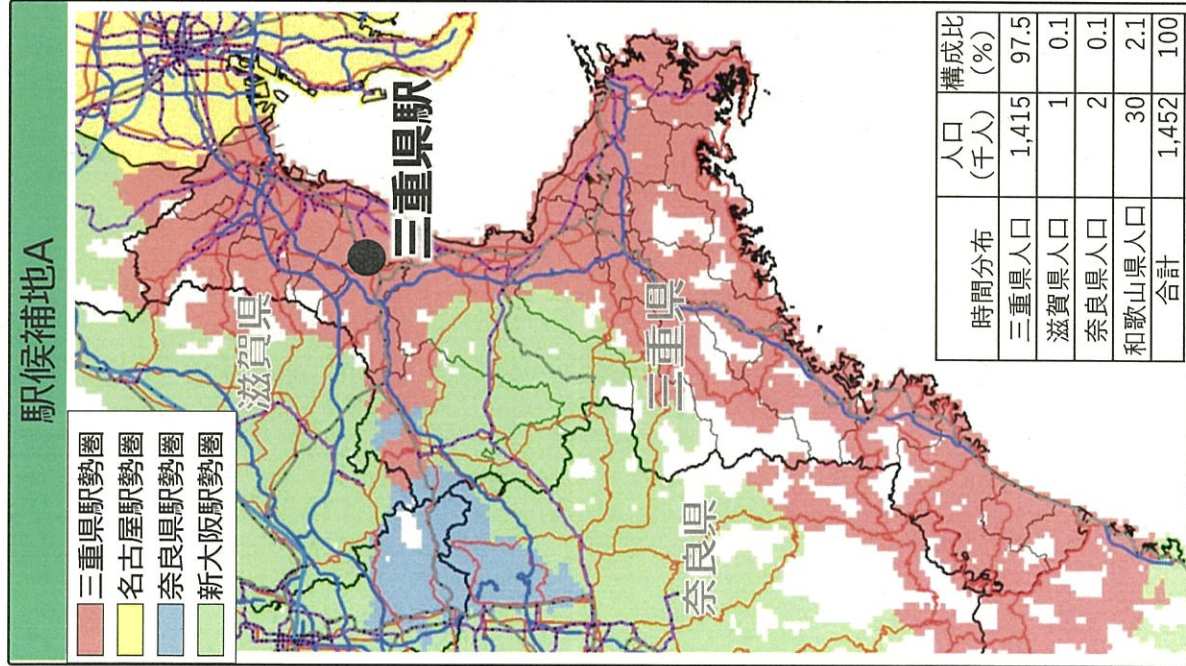 駅候補地A
三重県駅勢圏
名古屋駅勢圏
奈良県駅勢圏
新大阪駅勢圏
滋賀県
三重県駅
三重県
奈良県
時間分布 人口(千人) 構成比(%)
三重県人口 1,415 97.5
滋賀県人口 1 0.1
奈良県人口 2 0.1
和歌山県人口 30 2.1
合計 1,452 100